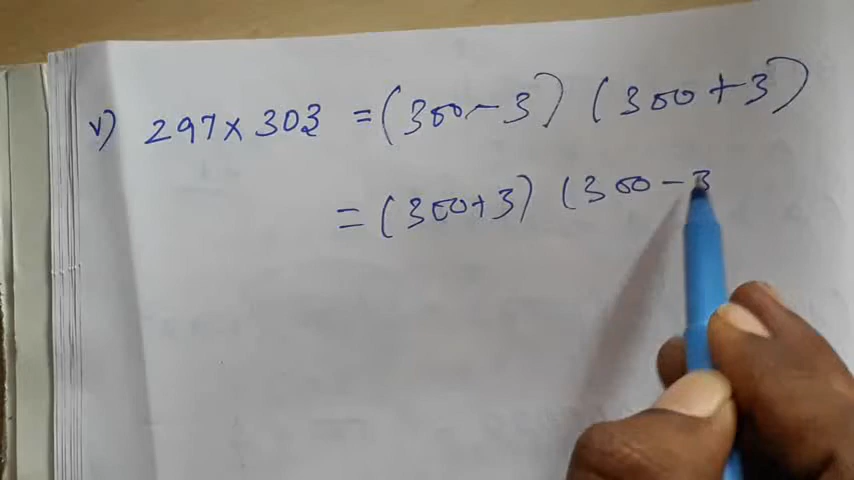 v) 297 x 303 = (300 - 3) (300 + 3)
= (300 + 3) (300 - 3